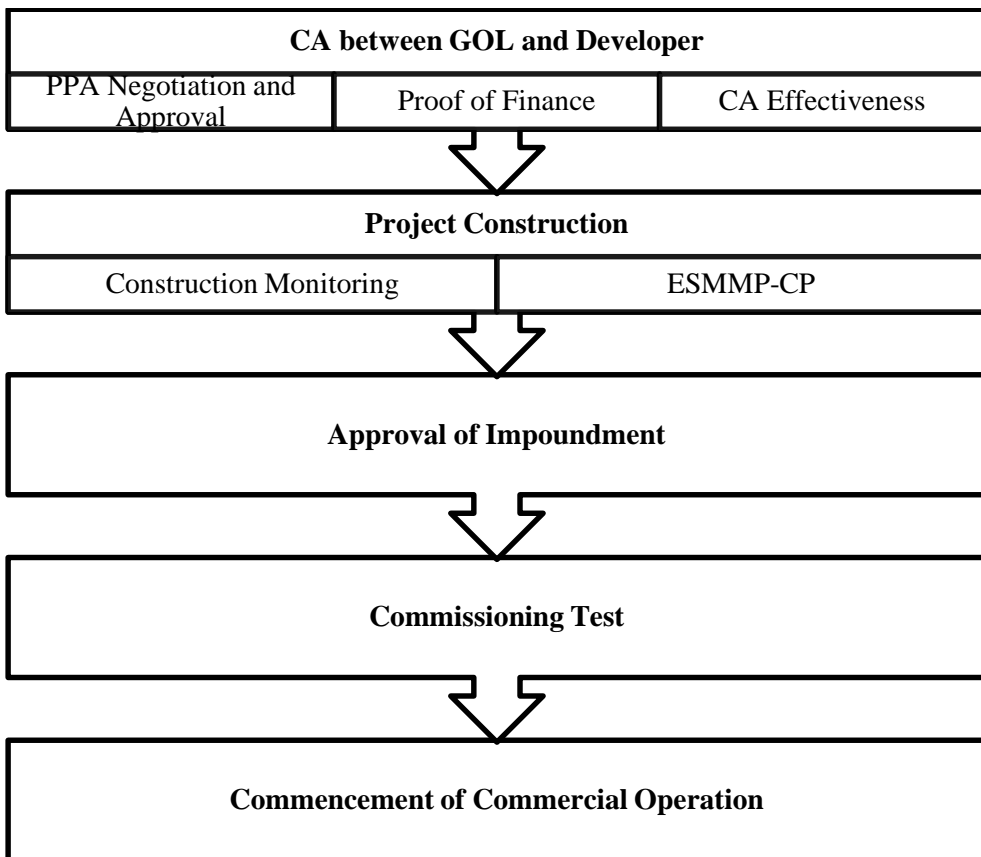 CA between GOL and Developer
PPA Negotiation and
Approval
Proof of Finance
CA Effectiveness
Project Construction
Construction Monitoring
ESMMP-CP
Approval of Impoundment
Commissioning Test
Commencement of Commercial Operation